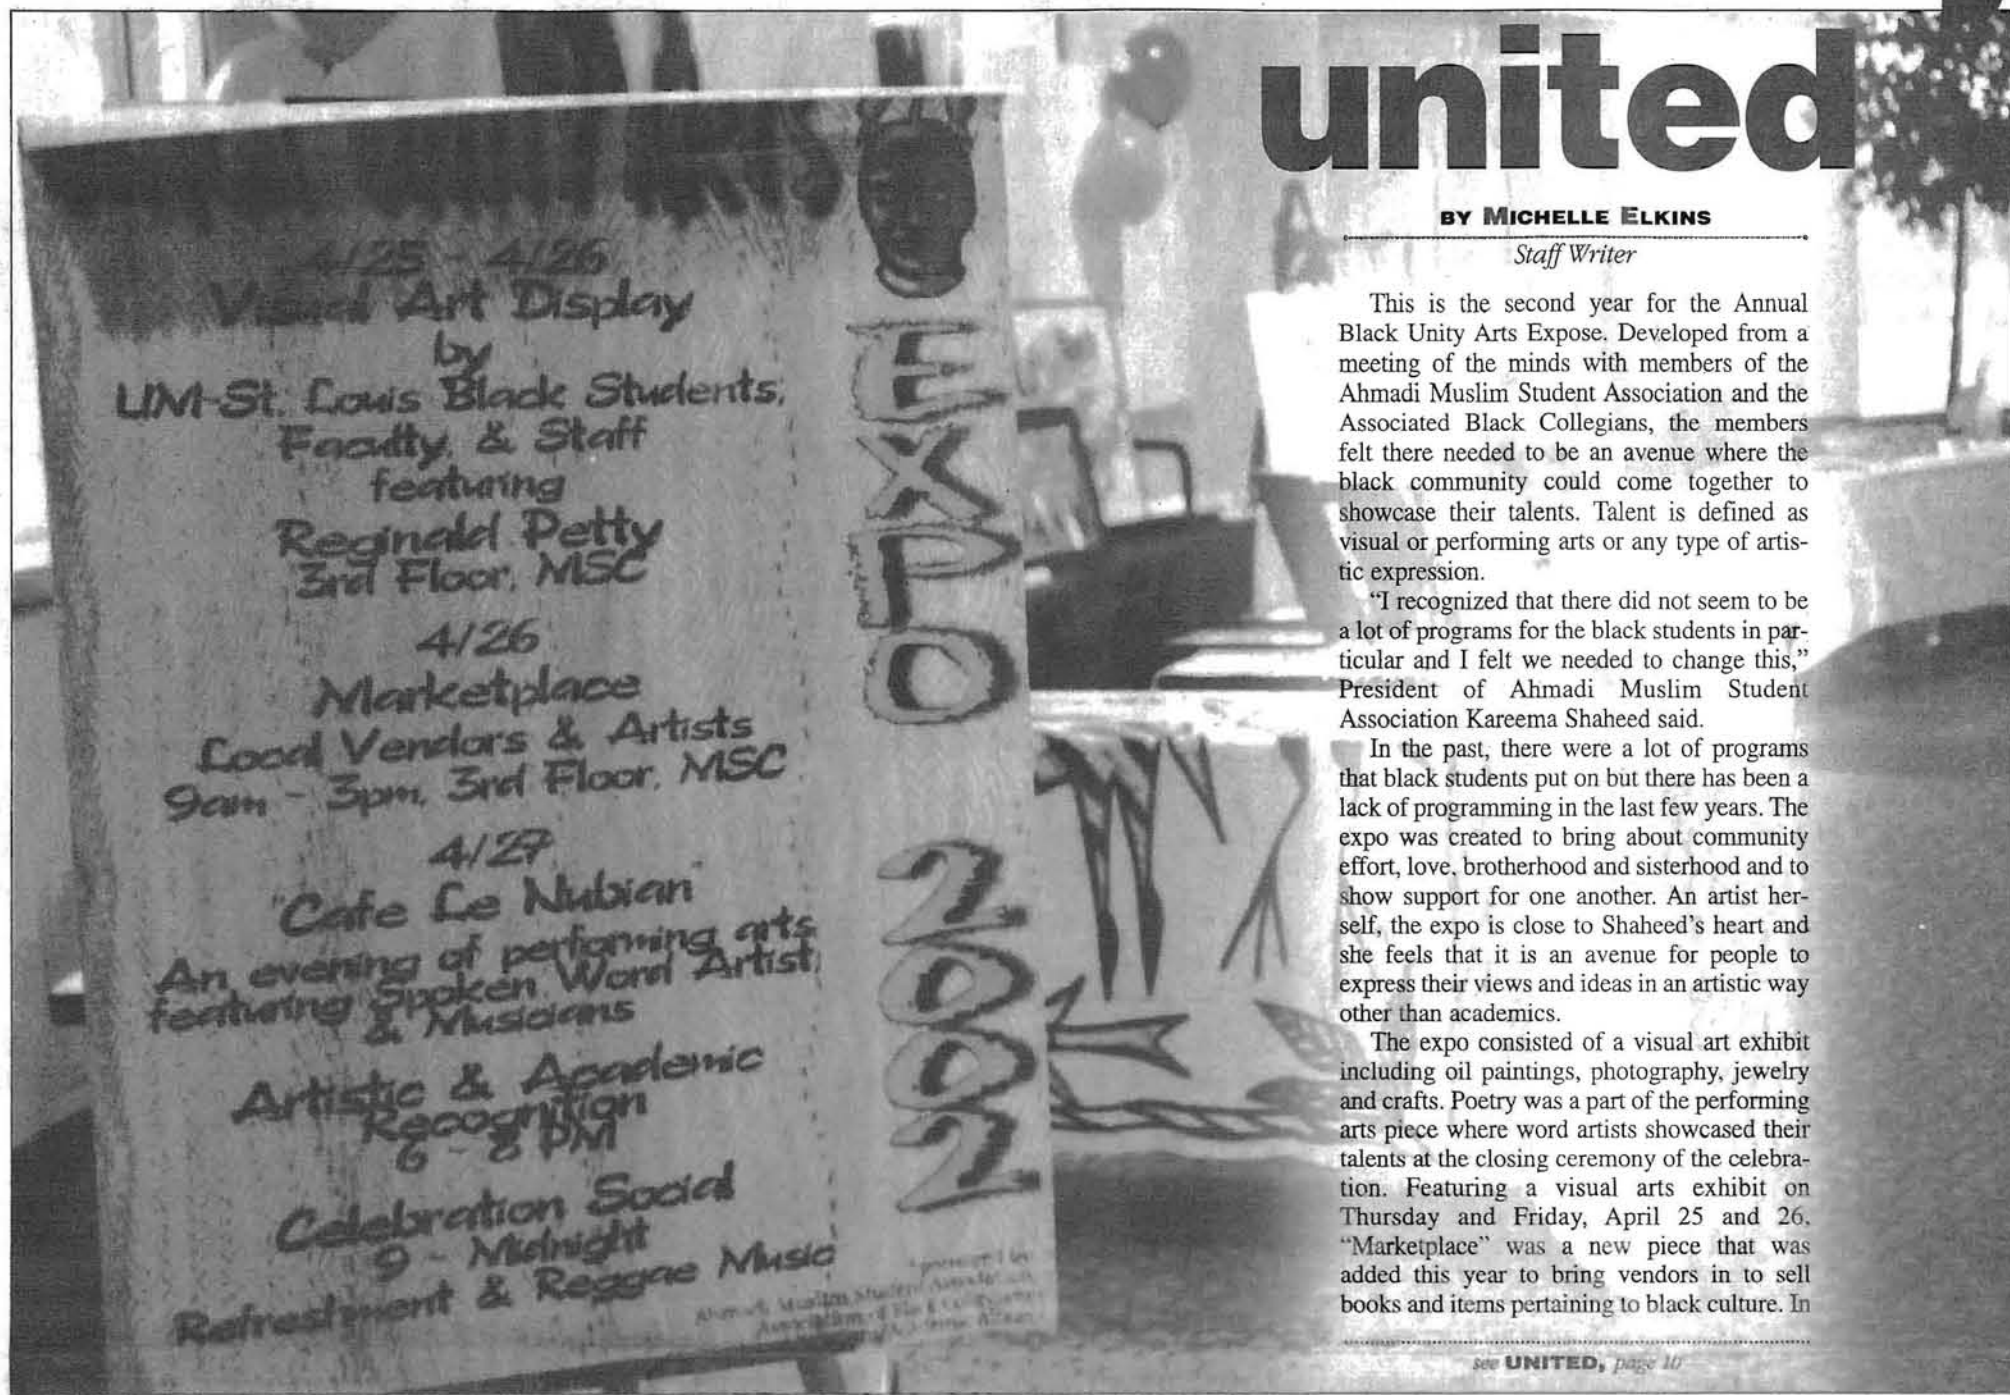 4/25 4/26
Visual Art Display
by
UM-St. Louis Black Students,
Faculty, & Staff
featuring
Reginald Petty
3rd Floor, MSC
4/26
Marketplace
Local Vendors & Artists
9am - 3pm, 3rd Floor, MSC
4/27
"Cafe Le Nubian"
An evening of performing arts
featuring Spoken Word Artist,
& Musicians
Artistic & Academic
Recognition
6 - 8 PM
Celebration Social
9 - Midnight
Refreshment & Reggae Music
EXPO 2002
Muslim Student Association
united
BY MICHELLE ELKINS
Staff Writer
This is the second year for the Annual
Black Unity Arts Expose. Developed from a
meeting of the minds with members of the
Ahmadi Muslim Student Association and the
Associated Black Collegians, the members
felt there needed to be an avenue where the
black community could come together to
showcase their talents. Talent is defined as
visual or performing arts or any type of artis-
tic expression.
“I recognized that there did not seem to be
a lot of programs for the black students in par-
ticular and I felt we needed to change this,”
President of Ahmadi Muslim Student
Association Kareema Shaheed said.
In the past, there were a lot of programs
that black students put on but there has been a
lack of programming in the last few years. The
expo was created to bring about community
effort, love, brotherhood and sisterhood and to
show support for one another. An artist her-
self, the expo is close to Shaheed’s heart and
she feels that it is an avenue for people to
express their views and ideas in an artistic way
other than academics.
The expo consisted of a visual art exhibit
including oil paintings, photography, jewelry
and crafts. Poetry was a part of the performing
arts piece where word artists showcased their
talents at the closing ceremony of the celebra-
tion. Featuring a visual arts exhibit on
Thursday and Friday, April 25 and 26,
“Marketplace” was a new piece that was
added this year to bring vendors in to sell
books and items pertaining to black culture. In
see UNITED, page 10